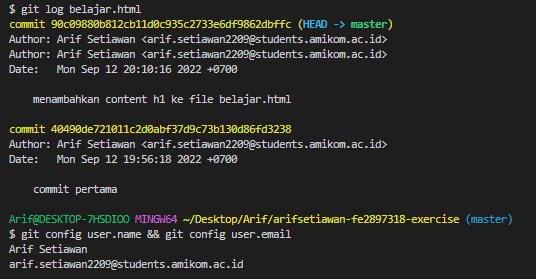 $ git log belajar.html
commit 90c09880b812cb11d0c935c2733e6df9862dbffc (HEAD -> master)
Author: Arif Setiawan <arif.setiawan2209@students.amikom.ac.id>
Author: Arif Setiawan <arif.setiawan2209@students.amikom.ac.id>
Date:   Mon Sep 12 20:10:16 2022 +0700
    menambahkan content h1 ke file belajar.html
commit 40490de721011c2d0abf37d9c73b130d86fd3238
Author: Arif Setiawan <arif.setiawan2209@students.amikom.ac.id>
Date:   Mon Sep 12 19:56:18 2022 +0700
    commit pertama
Arif@DESKTOP-7HSDIOO MINGW64 ~/Desktop/Arif/arifsetiawan-fe2897318-exercise (master)
$ git config user.name && git config user.email
Arif Setiawan
arif.setiawan2209@students.amikom.ac.id